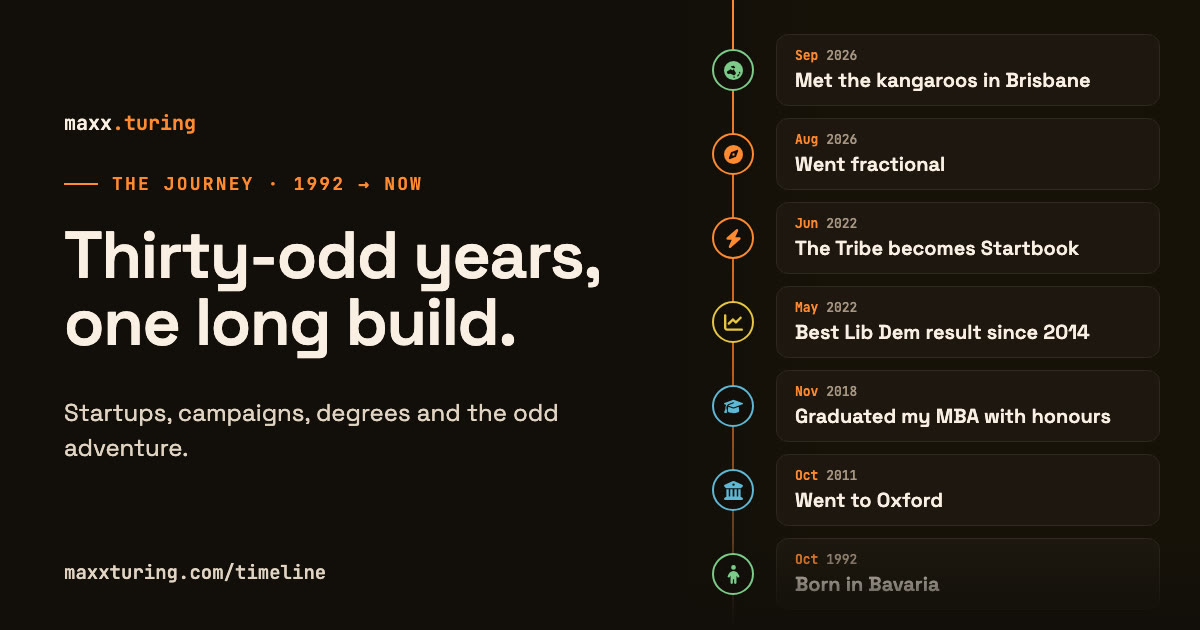 maxx.turing
THE JOURNEY · 1992 → NOW
Thirty-odd years,
one long build.
Startups, campaigns, degrees and the odd
adventure.
maxxturing.com/timeline
Sep 2026
Met the kangaroos in Brisbane
Aug 2026
Went fractional
Jun 2022
The Tribe becomes Startbook
May 2022
Best Lib Dem result since 2014
Nov 2018
Graduated my MBA with honours
Oct 2011
Went to Oxford
Oct 1992
Born in Bavaria